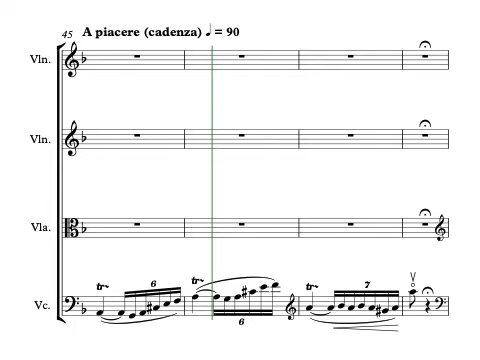 45 A piacere (cadenza) ♩ = 90
Vln.
Vln.
Vla.
tr 6 tr 6 tr 7
Vc.